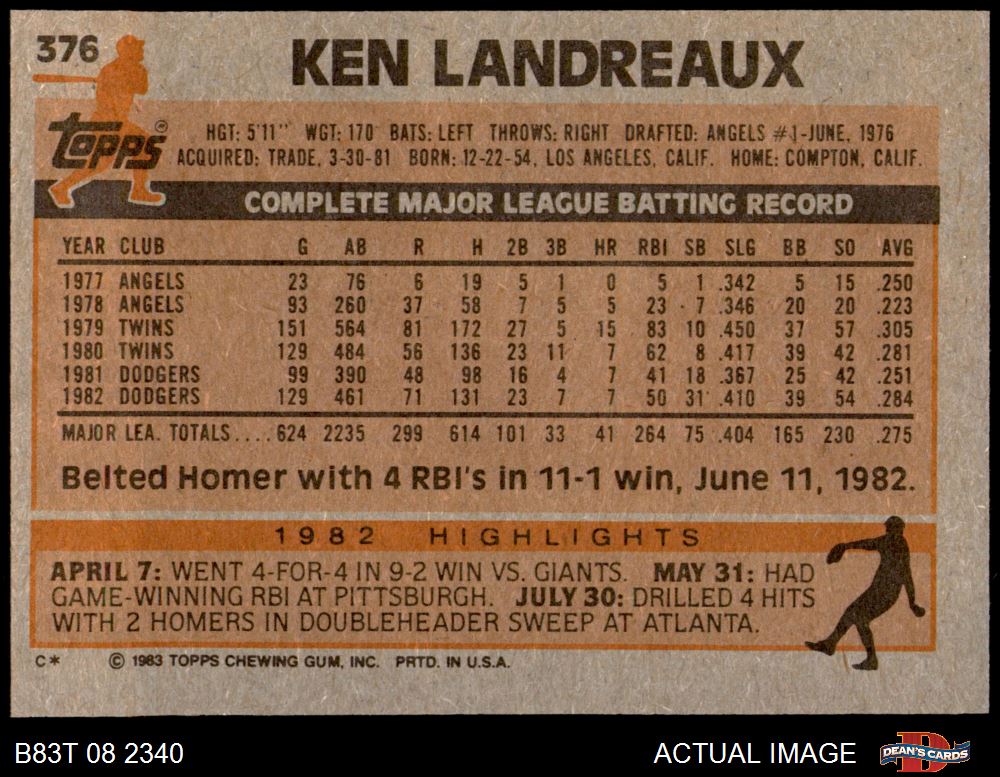 376
KEN LANDREAUX
TOPPS ®
HGT: 5'11" WGT: 170 BATS: LEFT THROWS: RIGHT DRAFTED: ANGELS #1-JUNE, 1976
ACQUIRED: TRADE, 3-30-81 BORN: 12-22-54, LOS ANGELES, CALIF. HOME: COMPTON, CALIF.
COMPLETE MAJOR LEAGUE BATTING RECORD
YEAR CLUB G AB R H 2B 3B HR RBI SB SLG BB SO AVG
1977 ANGELS 23 76 6 19 5 1 0 5 1 .342 5 15 .250
1978 ANGELS 93 260 37 58 7 5 5 23 7 .346 20 20 .223
1979 TWINS 151 564 81 172 27 5 15 83 10 .450 37 57 .305
1980 TWINS 129 484 56 136 23 11 7 62 8 .417 39 42 .281
1981 DODGERS 99 390 48 98 16 4 7 41 18 .367 25 42 .251
1982 DODGERS 129 461 71 131 23 7 7 50 31 .410 39 54 .284
MAJOR LEA. TOTALS.... 624 2235 299 614 101 33 41 264 75 .404 165 230 .275
Belted Homer with 4 RBI's in 11-1 win, June 11, 1982.
1982 HIGHLIGHTS
APRIL 7: WENT 4-FOR-4 IN 9-2 WIN VS. GIANTS. MAY 31: HAD
GAME-WINNING RBI AT PITTSBURGH. JULY 30: DRILLED 4 HITS
WITH 2 HOMERS IN DOUBLEHEADER SWEEP AT ATLANTA.
C* © 1983 TOPPS CHEWING GUM, INC. PRTD. IN U.S.A.
B83T 08 2340 ACTUAL IMAGE D DEAN'S CARDS